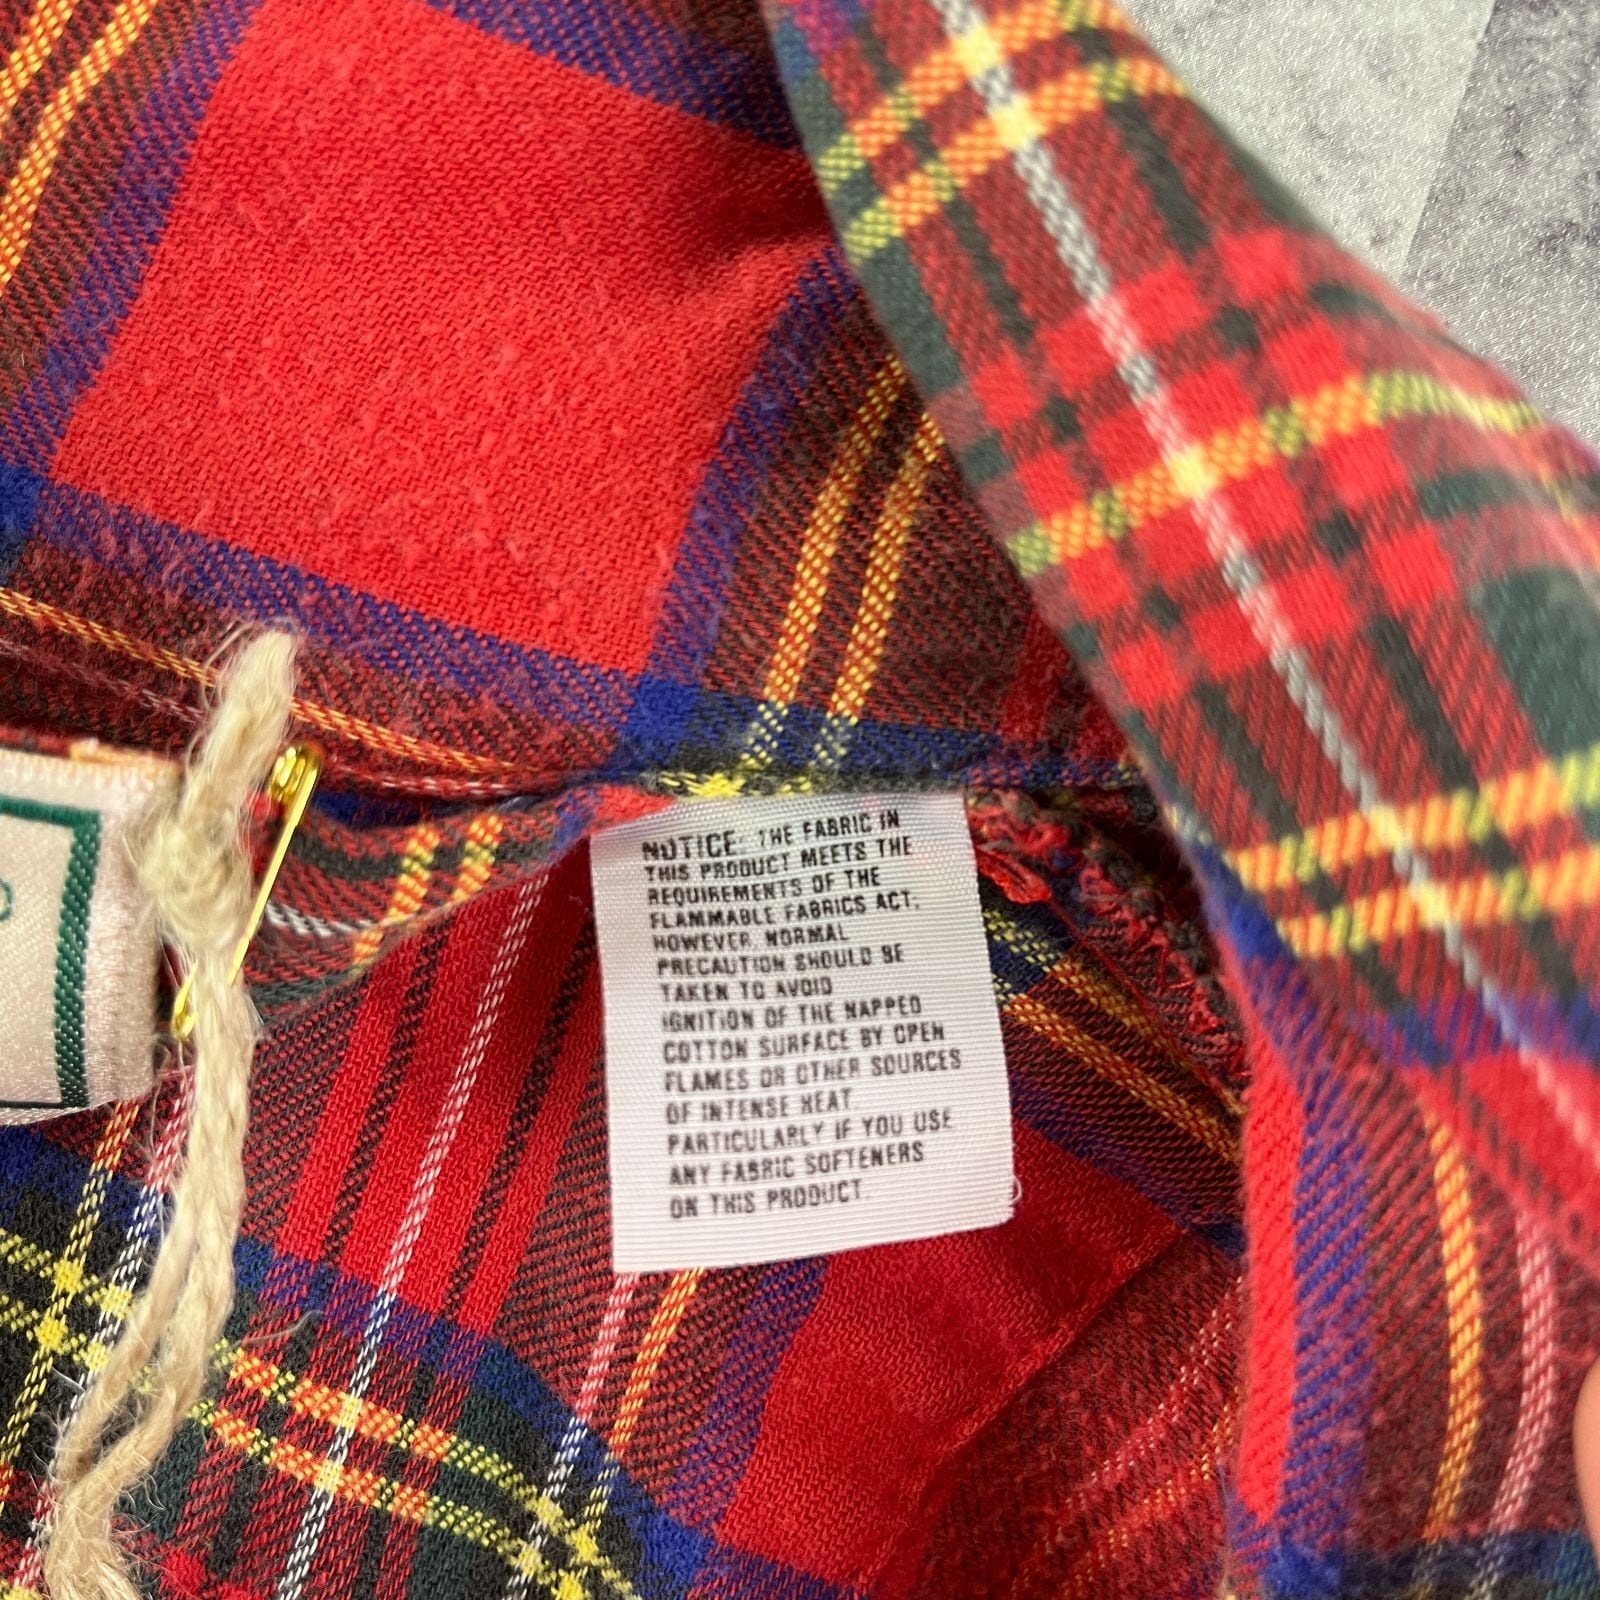 NOTICE: THE FABRIC IN
THIS PRODUCT MEETS THE
REQUIREMENTS OF THE
FLAMMABLE FABRICS ACT;
HOWEVER, NORMAL
PRECAUTION SHOULD BE
TAKEN TO AVOID
IGNITION OF THE NAPPED
COTTON SURFACE BY OPEN
FLAMES OR OTHER SOURCES
OF INTENSE HEAT,
PARTICULARLY IF YOU USE
ANY FABRIC SOFTENERS
ON THIS PRODUCT.